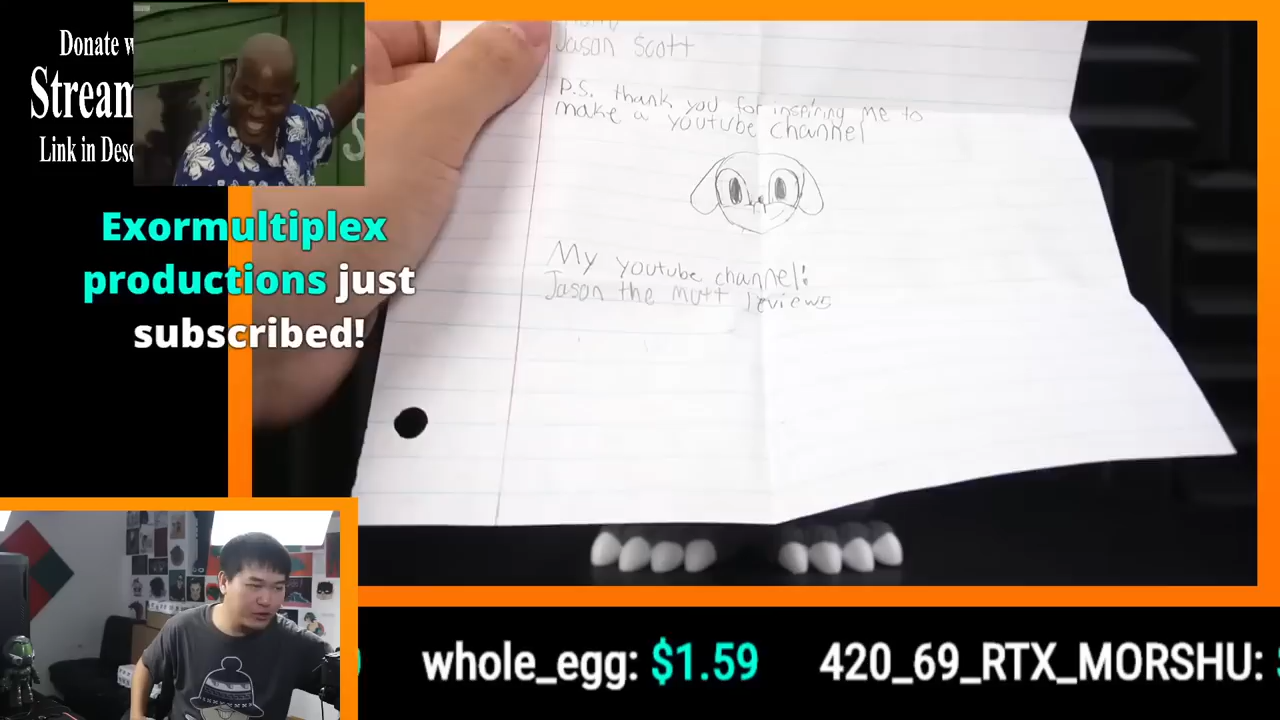 Donate w
Stream
Link in Desc
Exormultiplex
productions just
subscribed!
Jason Scott
P.S. thank you for inspiring me to
make a youtube channel
My youtube channel:
Jason the mutt reviews
whole_egg: $1.59
420_69_RTX_MORSHU: